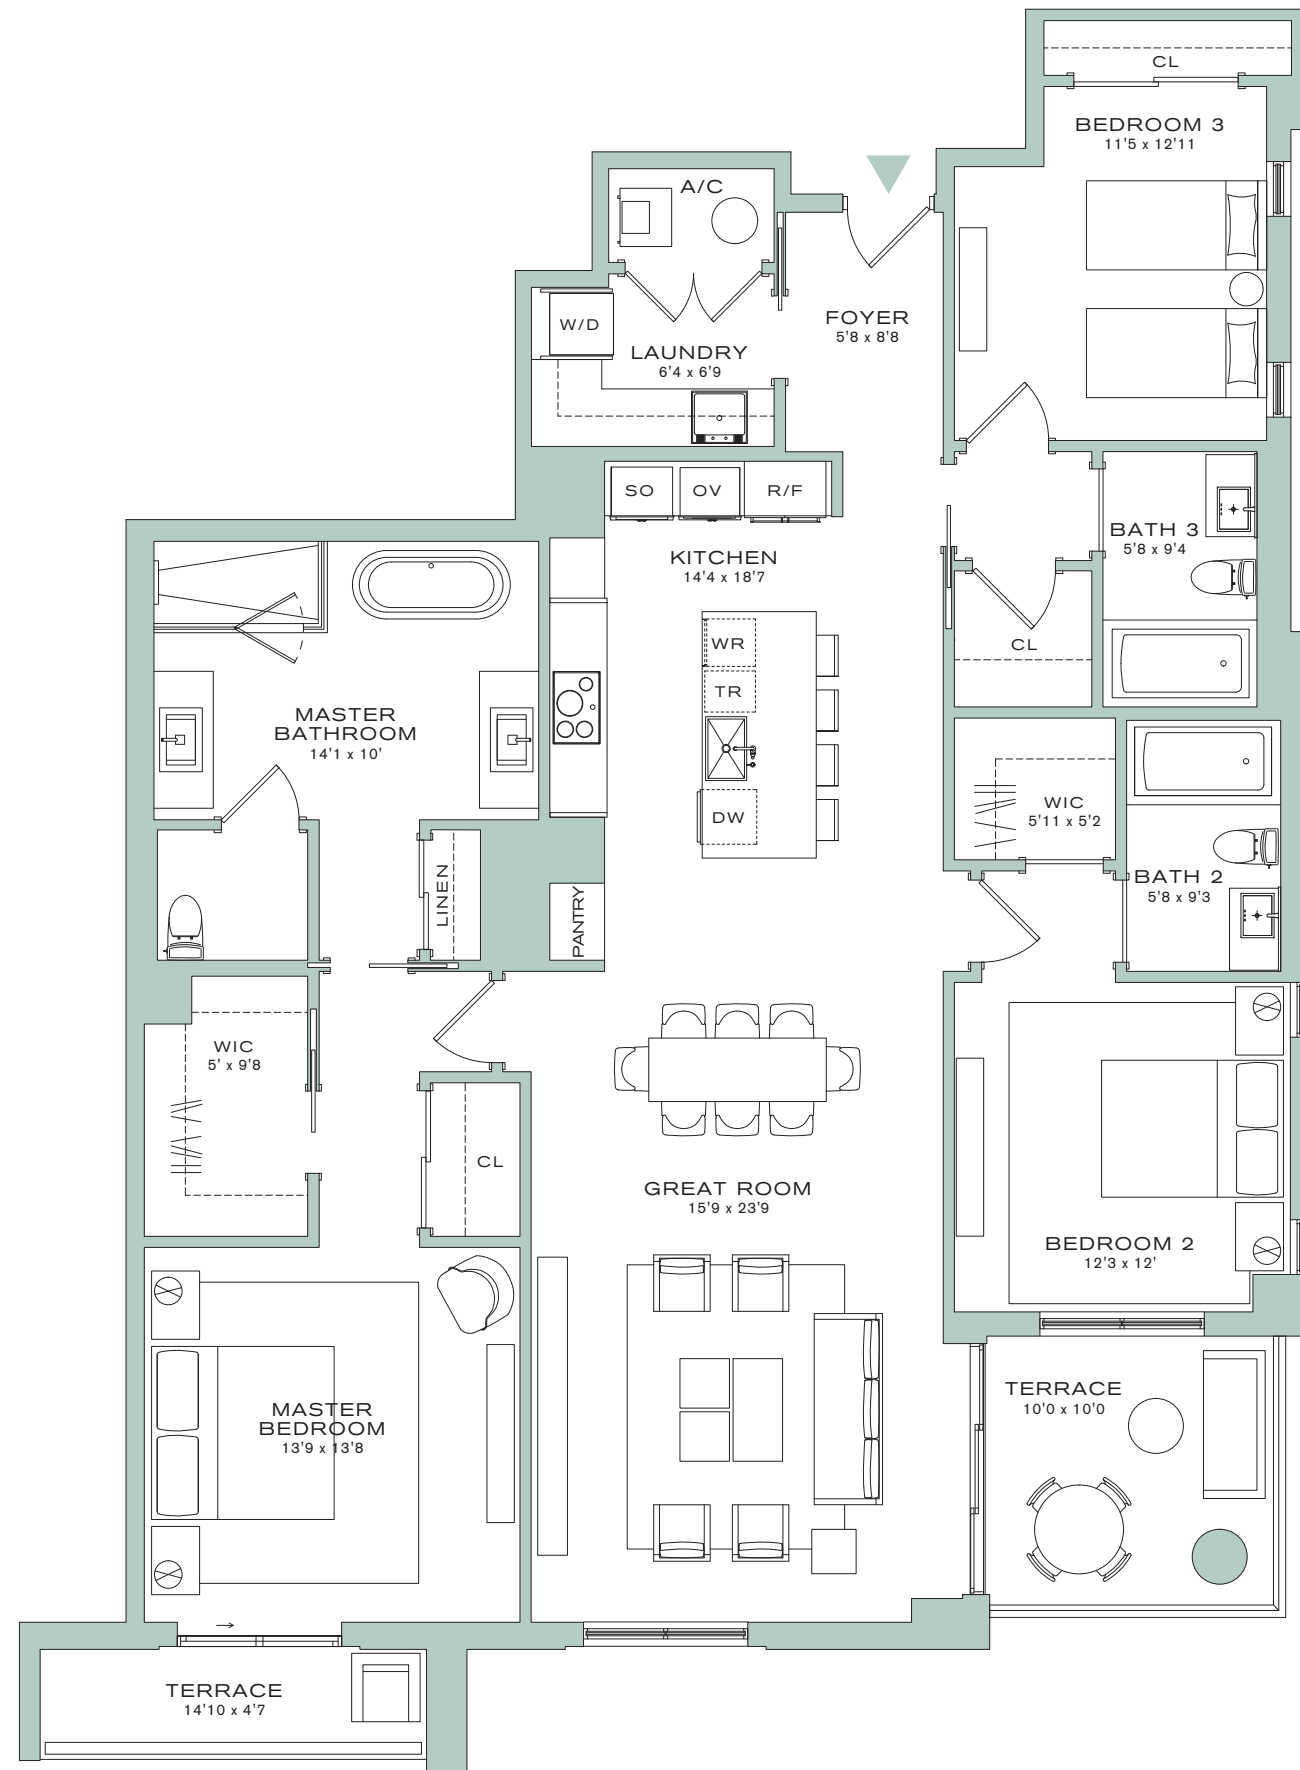 CL
BEDROOM 3
11'5 x 12'11
A/C
FOYER
5'8 x 8'8
W/D
LAUNDRY
6'4 x 6'9
SO
OV
R/F
KITCHEN
14'4 x 18'7
BATH 3
5'8 x 9'4
CL
WR
TR
DW
MASTER
BATHROOM
14'1 x 10'
WIC
5'11 x 5'2
BATH 2
5'8 x 9'3
LINEN
PANTRY
WIC
5' x 9'8
CL
GREAT ROOM
15'9 x 23'9
BEDROOM 2
12'3 x 12'
MASTER
BEDROOM
13'9 x 13'8
TERRACE
10'0 x 10'0
TERRACE
14'10 x 4'7